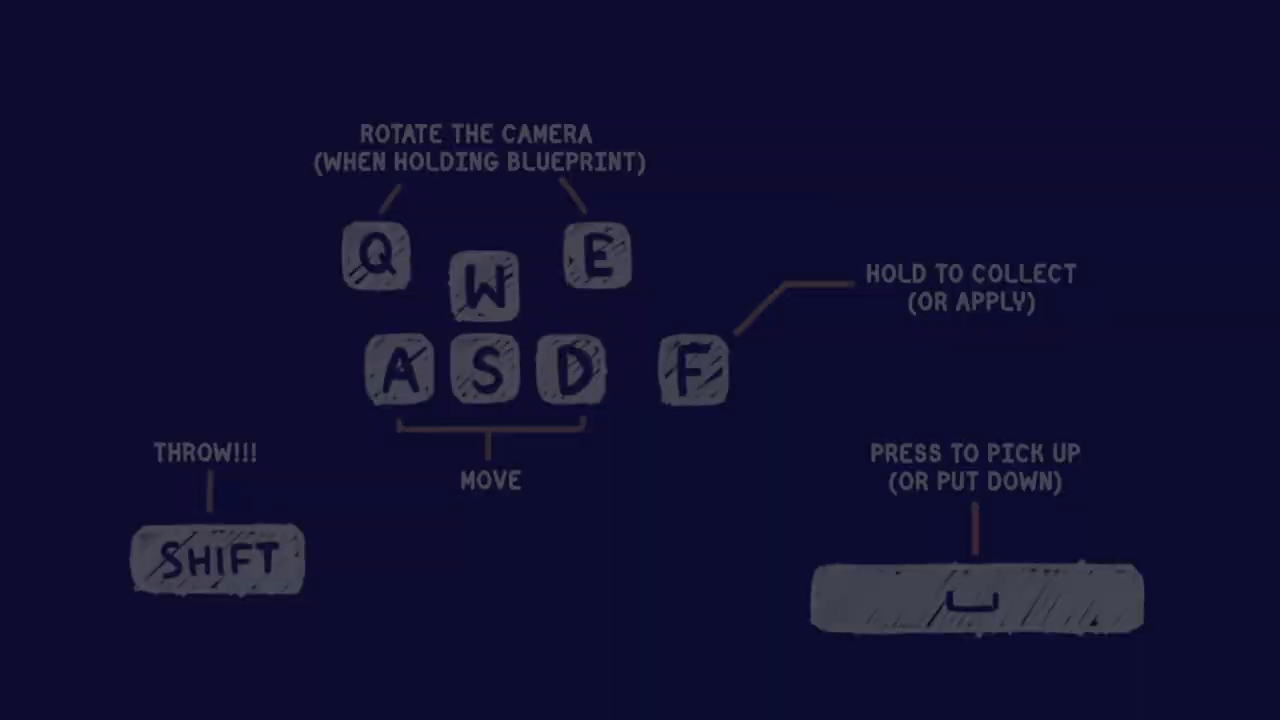 ROTATE THE CAMERA
(WHEN HOLDING BLUEPRINT)
Q
E
W
HOLD TO COLLECT
(OR APPLY)
A S D F
THROW!!!
MOVE
PRESS TO PICK UP
(OR PUT DOWN)
SHIFT